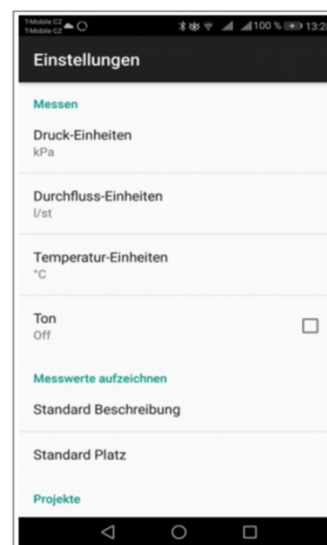 T-Mobile CZ
T-Mobile CZ
100 % 13:28
Einstellungen
Messen
Druck-Einheiten
kPa
Durchfluss-Einheiten
l/st
Temperatur-Einheiten
°C
Ton
Off
Messwerte aufzeichnen
Standard Beschreibung
Standard Platz
Projekte